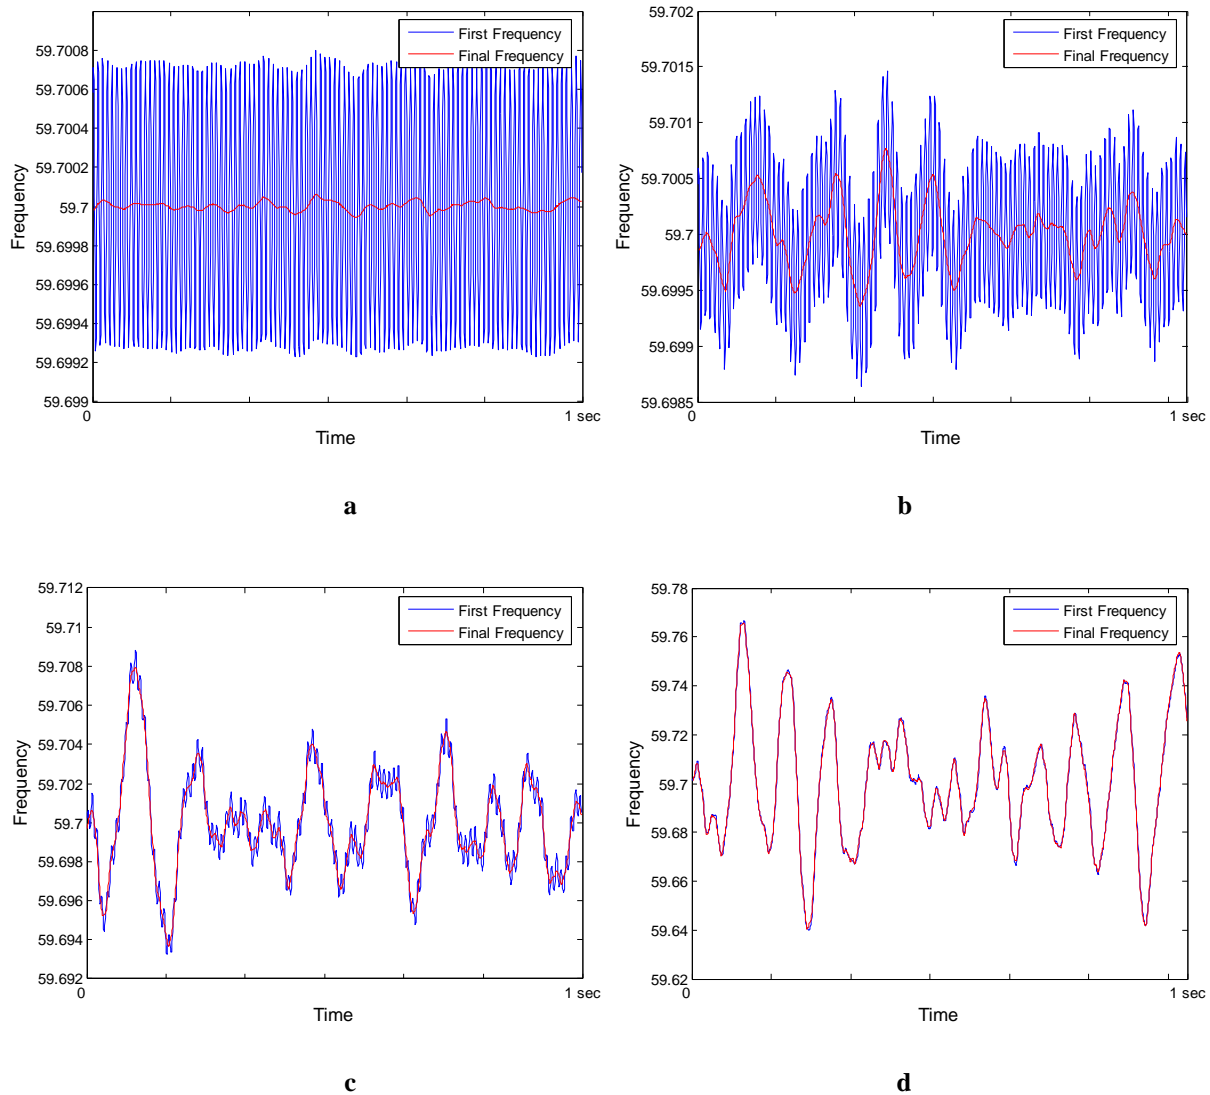 First Frequency
Final Frequency
59.7008
59.7006
59.7004
59.7002
59.7
59.6998
59.6996
59.6994
59.6992
59.699
Frequency
0
1 sec
Time
a
First Frequency
Final Frequency
59.702
59.7015
59.701
59.7005
59.7
59.6995
59.699
59.6985
Frequency
0
1 sec
Time
b
First Frequency
Final Frequency
59.712
59.71
59.708
59.706
59.704
59.702
59.7
59.698
59.696
59.694
59.692
Frequency
0
1 sec
Time
c
First Frequency
Final Frequency
59.78
59.76
59.74
59.72
59.7
59.68
59.66
59.64
59.62
Frequency
0
1 sec
Time
d